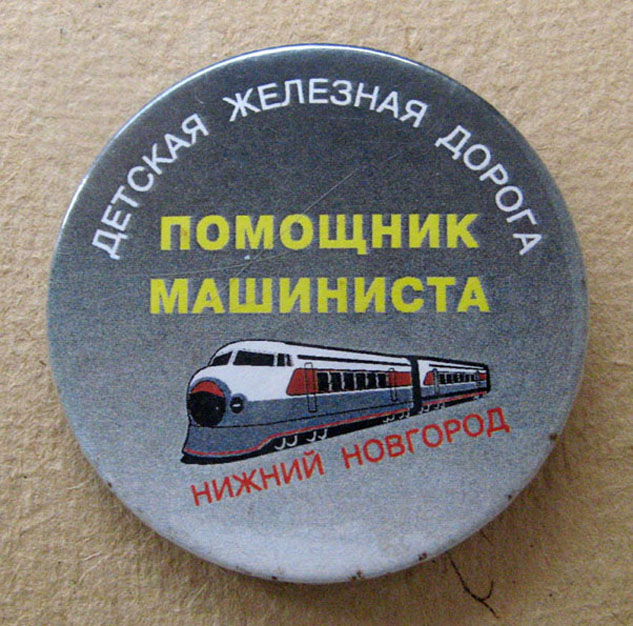 ДЕТСКАЯ ЖЕЛЕЗНАЯ ДОРОГА
ПОМОЩНИК
МАШИНИСТА
НИЖНИЙ НОВГОРОД